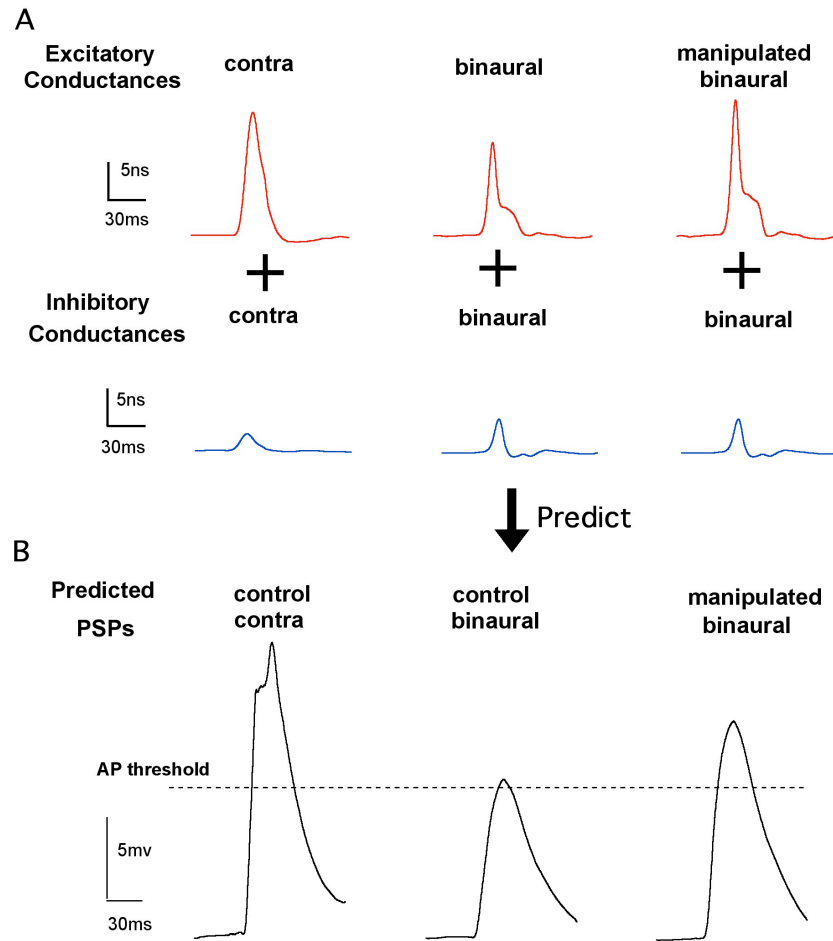 A
Excitatory
Conductances
contra
binaural
manipulated
binaural
5ns
30ms
Inhibitory
Conductances
contra
binaural
binaural
5ns
30ms
Predict
B
Predicted
PSPs
control
contra
control
binaural
manipulated
binaural
AP threshold
5mv
30ms